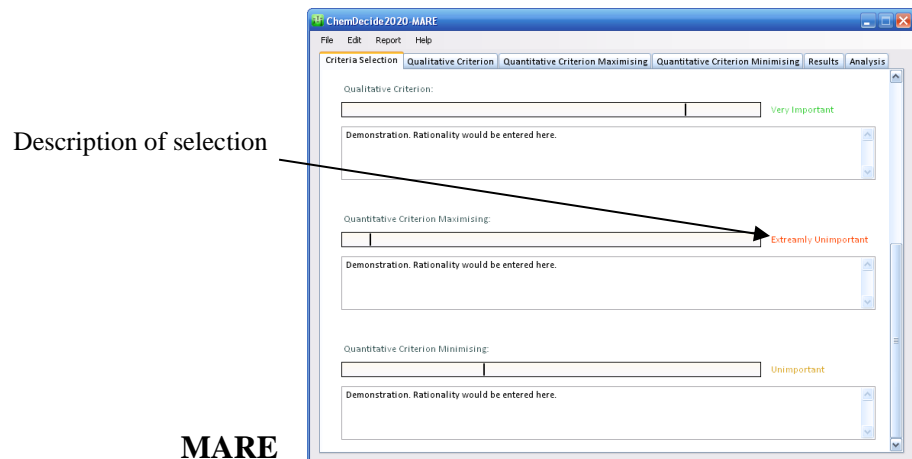 ChemDecide2020-MARE
File Edit Report Help
Criteria Selection Qualitative Criterion Quantitative Criterion Maximising Quantitative Criterion Minimising Results Analysis
Qualitative Criterion:
Very Important
Demonstration. Rationality would be entered here.
Description of selection
Quantitative Criterion Maximising:
Extreamly Unimportant
Demonstration. Rationality would be entered here.
Quantitative Criterion Minimising:
Unimportant
Demonstration. Rationality would be entered here.
MARE